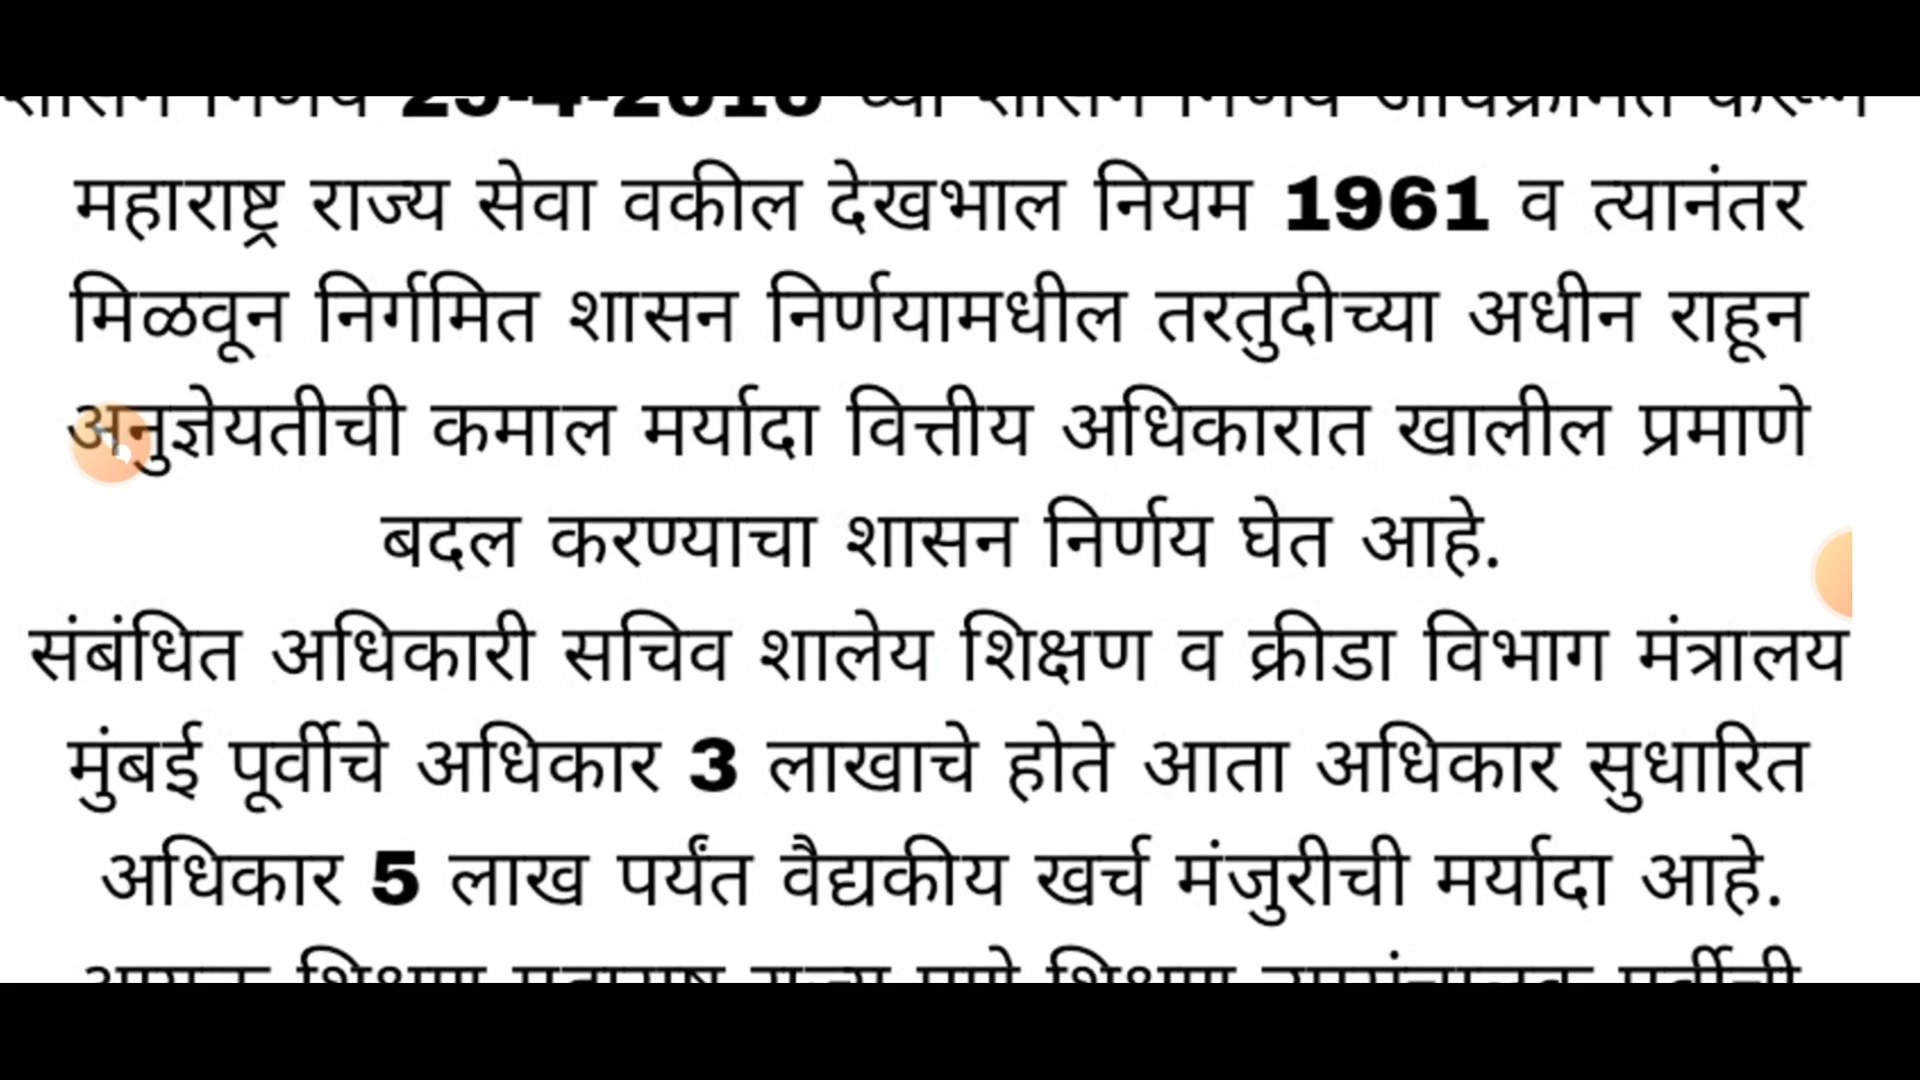 महाराष्ट्र राज्य सेवा वकील देखभाल नियम 1961 व त्यानंतर
मिळवून निर्गमित शासन निर्णयामधील तरतुदीच्या अधीन राहून
अनुज्ञेयतीची कमाल मर्यादा वित्तीय अधिकारात खालील प्रमाणे
बदल करण्याचा शासन निर्णय घेत आहे.
संबंधित अधिकारी सचिव शालेय शिक्षण व क्रीडा विभाग मंत्रालय
मुंबई पूर्वीचे अधिकार 3 लाखाचे होते आता अधिकार सुधारित
अधिकार 5 लाख पर्यंत वैद्यकीय खर्च मंजुरीची मर्यादा आहे.